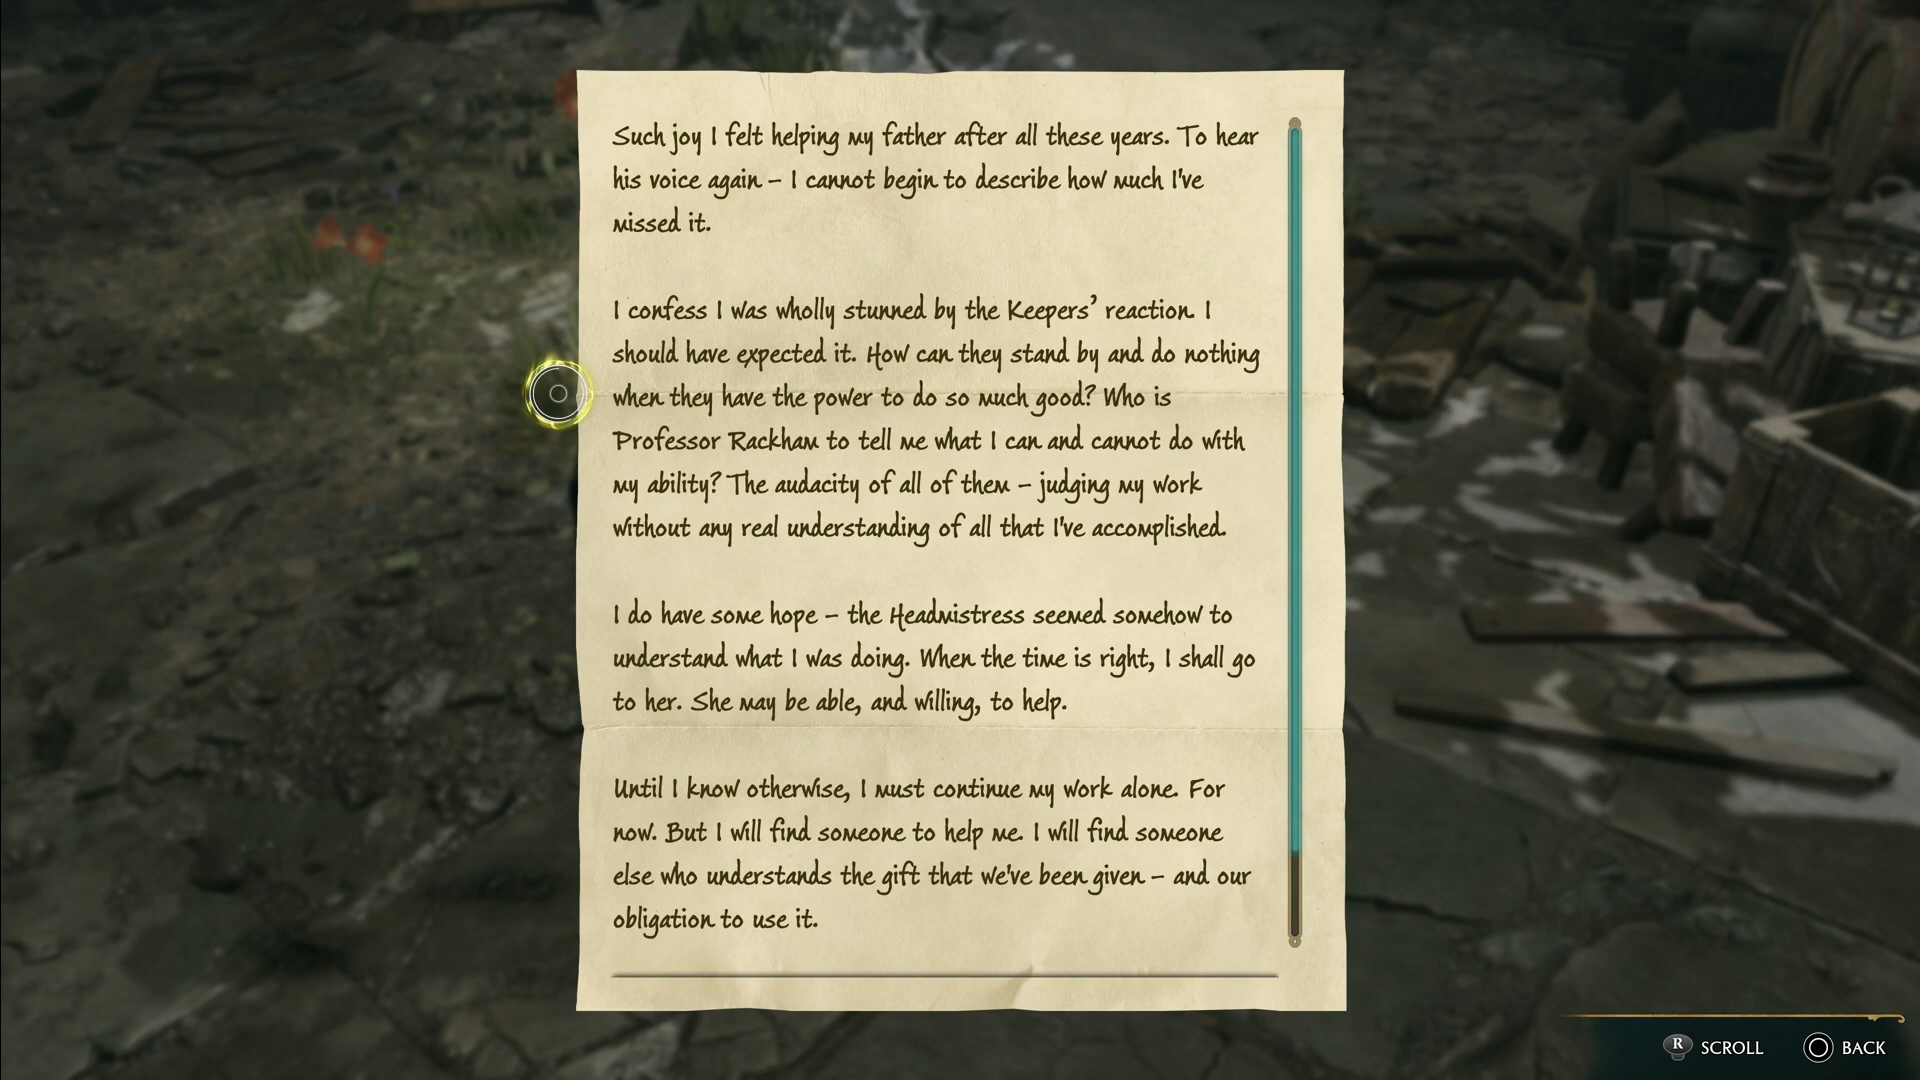 Such joy I felt helping my father after all these years. To hear
his voice again – I cannot begin to describe how much I've
missed it.
I confess I was wholly stunned by the Keepers’ reaction. I
should have expected it. How can they stand by and do nothing
when they have the power to do so much good? Who is
Professor Rackham to tell me what I can and cannot do with
my ability? The audacity of all of them – judging my work
without any real understanding of all that I've accomplished.
I do have some hope – the Headmistress seemed somehow to
understand what I was doing. When the time is right, I shall go
to her. She may be able, and willing, to help.
Until I know otherwise, I must continue my work alone. For
now. But I will find someone to help me. I will find someone
else who understands the gift that we've been given – and our
obligation to use it.
R SCROLL
BACK